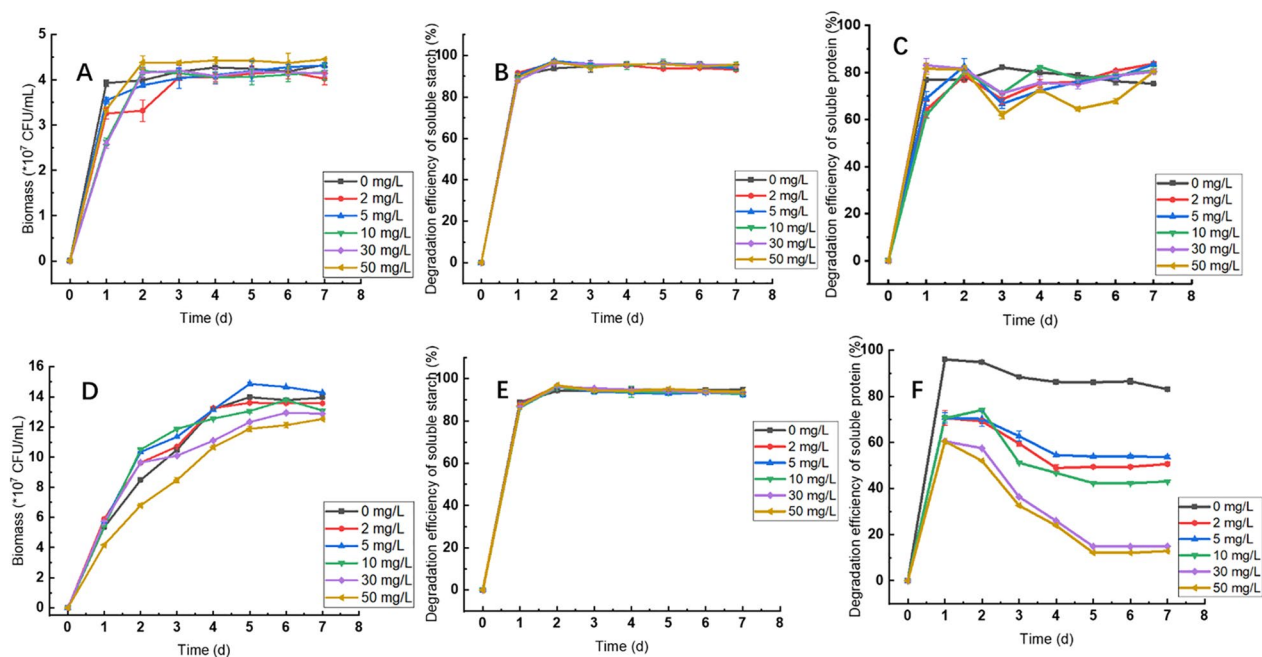 A
Biomass (*10⁷ CFU/mL)
5
4
3
2
1
0
0 1 2 3 4 5 6 7 8
Time (d)
0 mg/L
2 mg/L
5 mg/L
10 mg/L
30 mg/L
50 mg/L
B
Degradation efficiency of soluble starch (%)
100
80
60
40
20
0
0 1 2 3 4 5 6 7 8
Time (d)
0 mg/L
2 mg/L
5 mg/L
10 mg/L
30 mg/L
50 mg/L
C
Degradation efficiency of soluble protein (%)
100
80
60
40
20
0
0 1 2 3 4 5 6 7 8
Time (d)
0 mg/L
2 mg/L
5 mg/L
10 mg/L
30 mg/L
50 mg/L
D
Biomass (*10⁷ CFU/mL)
16
14
12
10
8
6
4
2
0
0 1 2 3 4 5 6 7 8
Time (d)
0 mg/L
2 mg/L
5 mg/L
10 mg/L
30 mg/L
50 mg/L
E
Degradation efficiency of soluble starch (%)
100
80
60
40
20
0
0 1 2 3 4 5 6 7 8
Time (d)
0 mg/L
2 mg/L
5 mg/L
10 mg/L
30 mg/L
50 mg/L
F
Degradation efficiency of soluble protein (%)
100
80
60
40
20
0
0 1 2 3 4 5 6 7 8
Time (d)
0 mg/L
2 mg/L
5 mg/L
10 mg/L
30 mg/L
50 mg/L